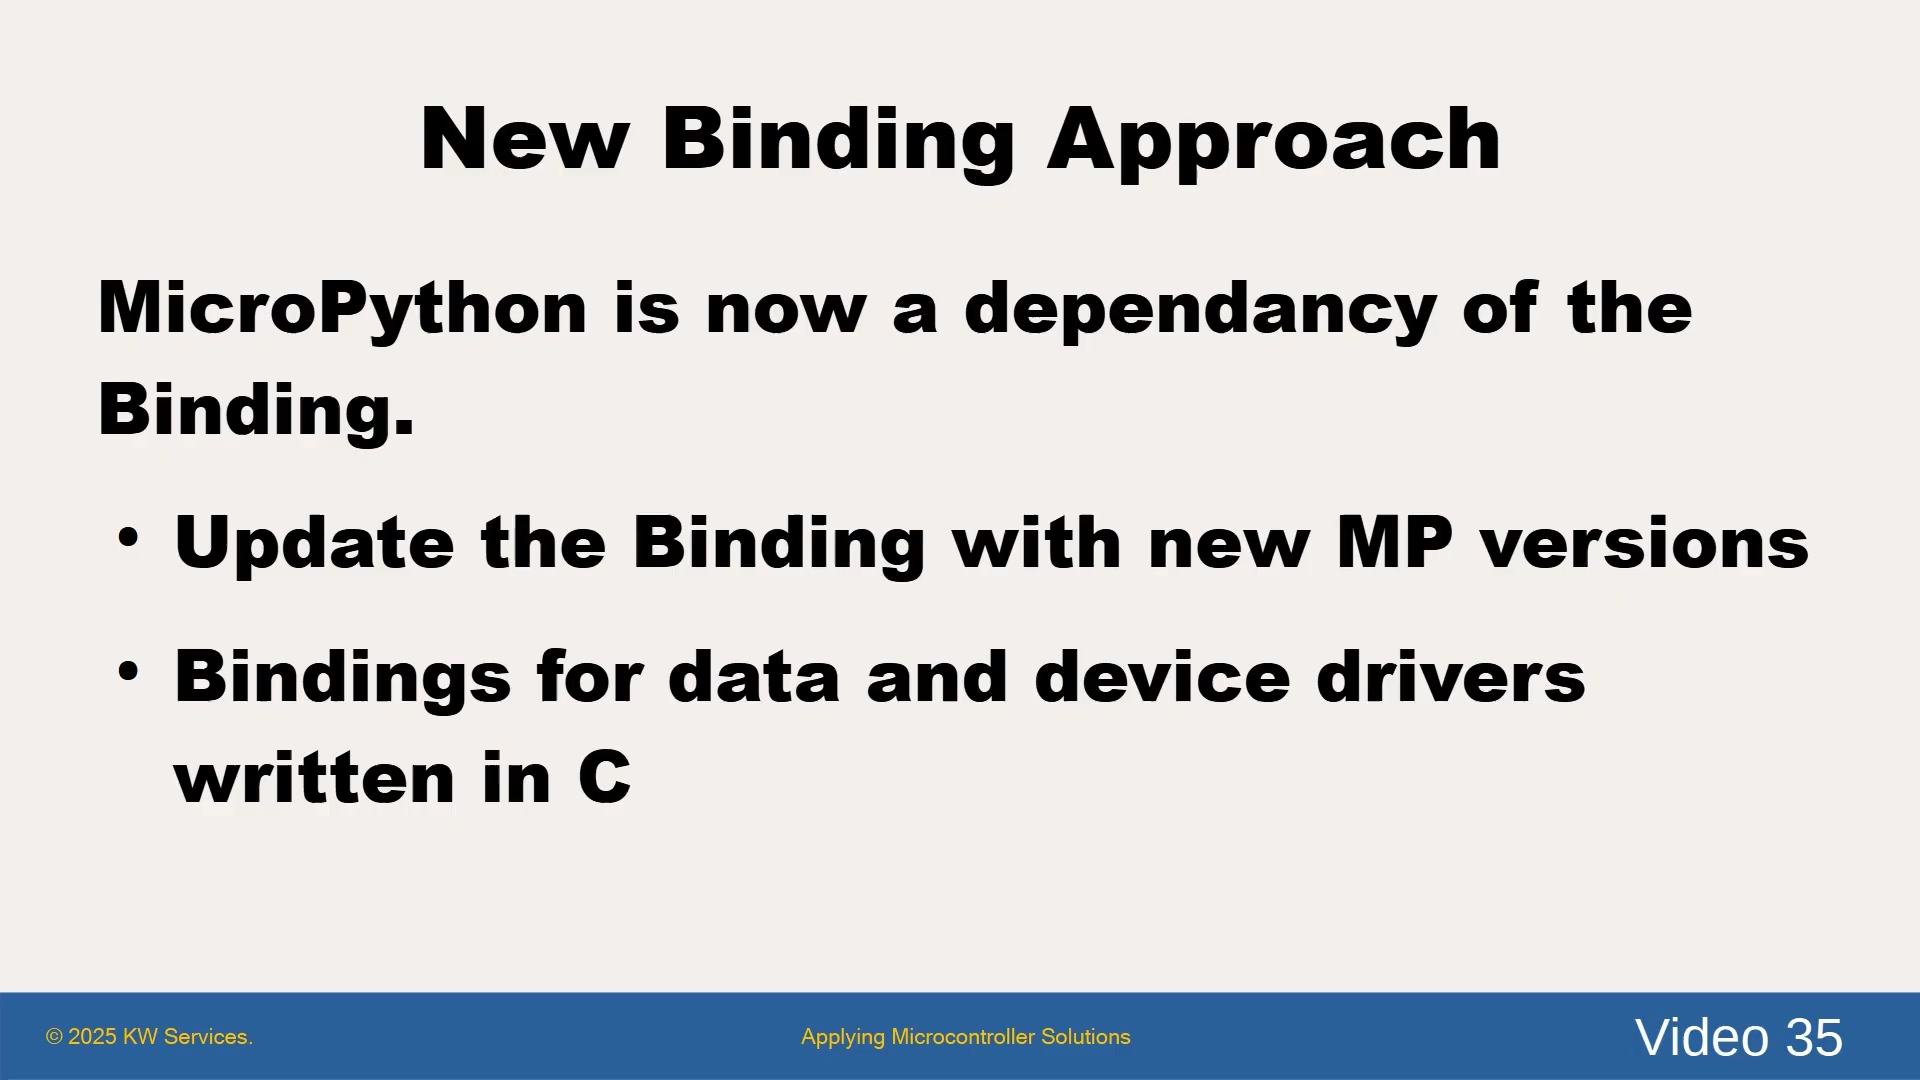 New Binding Approach
MicroPython is now a dependancy of the
Binding.
• Update the Binding with new MP versions
• Bindings for data and device drivers
written in C
© 2025 KW Services.
Applying Microcontroller Solutions
Video 35